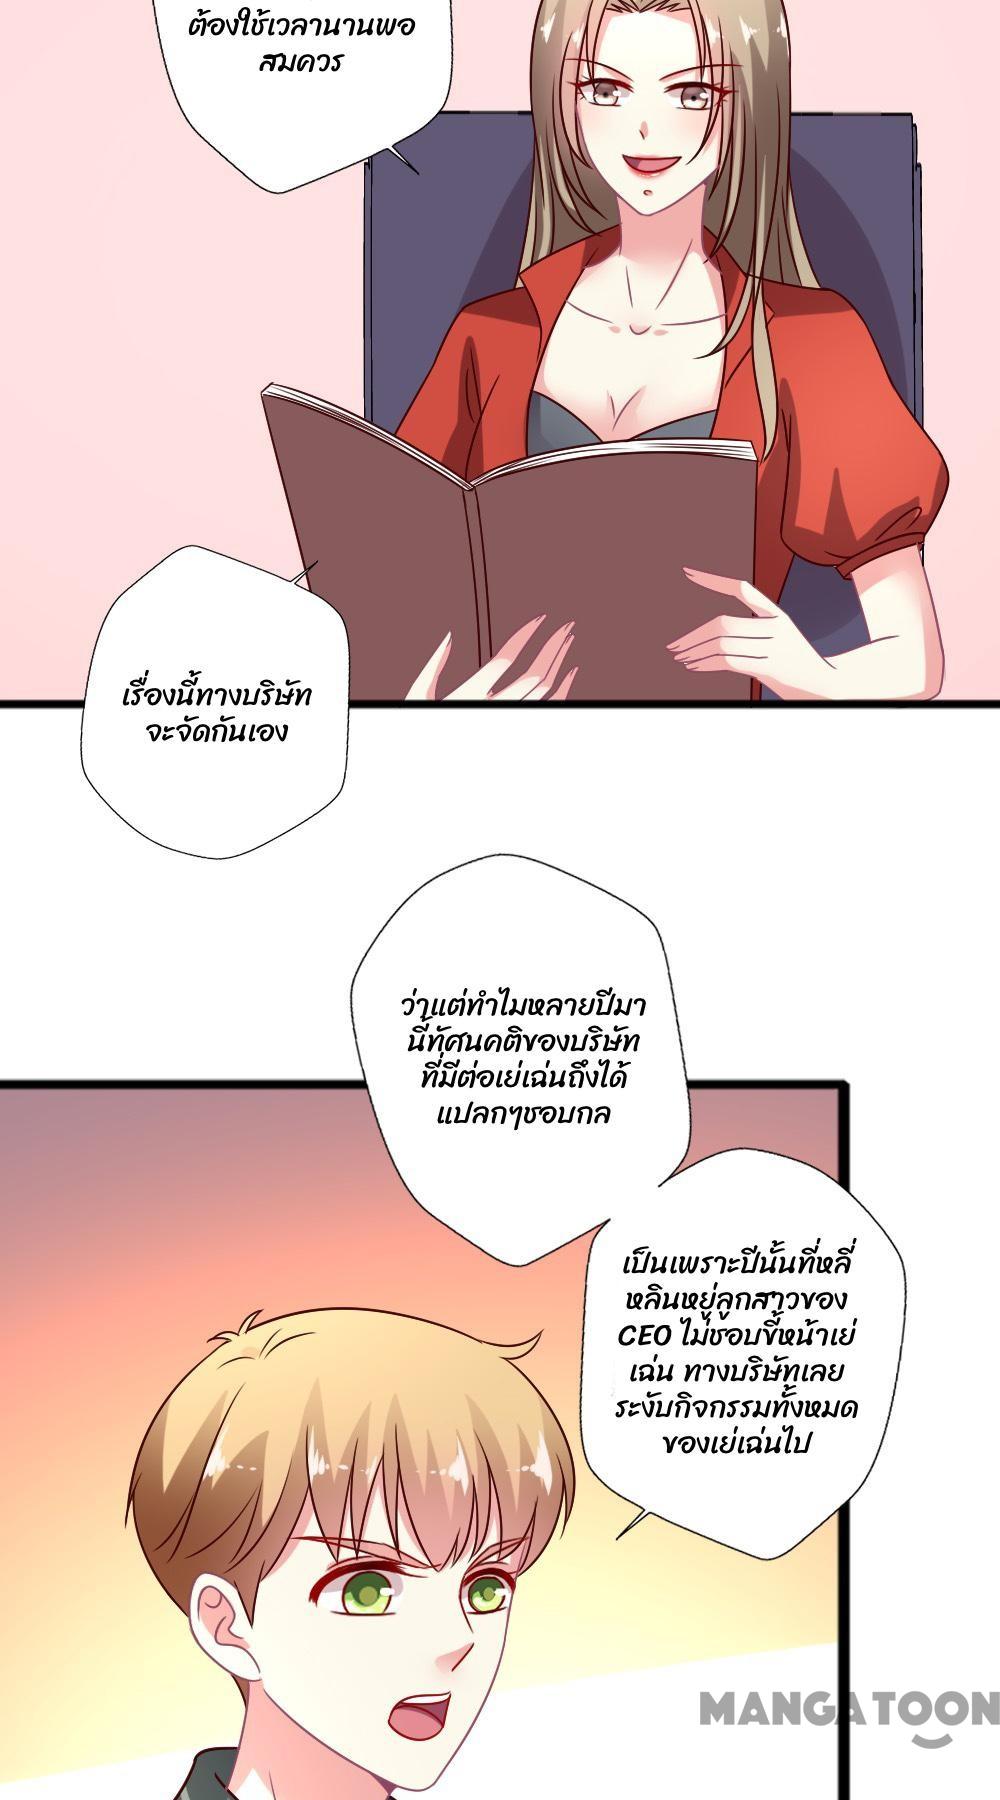 ต้องใช้เวลานานพอ
สมควร
เรื่องนี้ทางบริษัท
จะจัดกันเอง
ว่าแต่ทำไมหลายปีมา
นี้ทัศนคติของบริษัท
ที่มีต่อเย่เฉ่นถึงได้
แปลกๆชอบกล
เป็นเพราะปีนั้นที่หลี่
หลินหยู่ลูกสาวของ
CEO ไม่ชอบขี้หน้าเย่
เฉ่น ทางบริษัทเลย
ระงับกิจกรรมทั้งหมด
ของเย่เฉ่นไป
MANGATOON